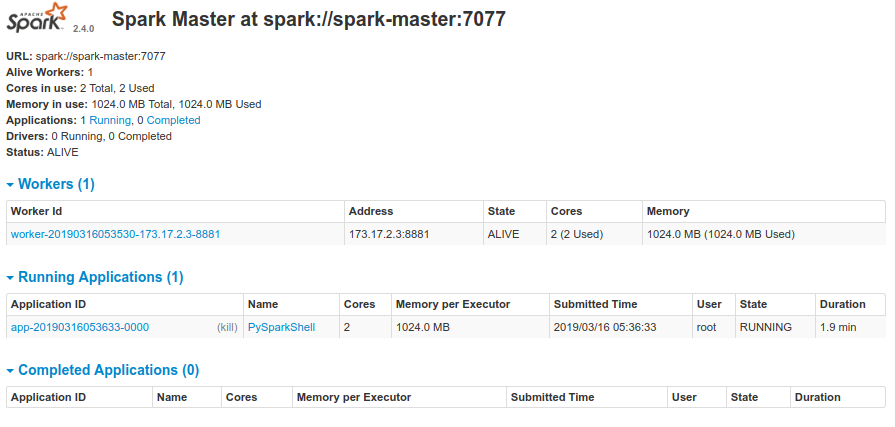 APACHE
Spark 2.4.0 Spark Master at spark://spark-master:7077
URL: spark://spark-master:7077
Alive Workers: 1
Cores in use: 2 Total, 2 Used
Memory in use: 1024.0 MB Total, 1024.0 MB Used
Applications: 1 Running, 0 Completed
Drivers: 0 Running, 0 Completed
Status: ALIVE
Workers (1)
Worker Id Address State Cores Memory
worker-20190316053530-173.17.2.3-8881 173.17.2.3:8881 ALIVE 2 (2 Used) 1024.0 MB (1024.0 MB Used)
Running Applications (1)
Application ID Name Cores Memory per Executor Submitted Time User State Duration
app-20190316053633-0000 (kill) PySparkShell 2 1024.0 MB 2019/03/16 05:36:33 root RUNNING 1.9 min
Completed Applications (0)
Application ID Name Cores Memory per Executor Submitted Time User State Duration